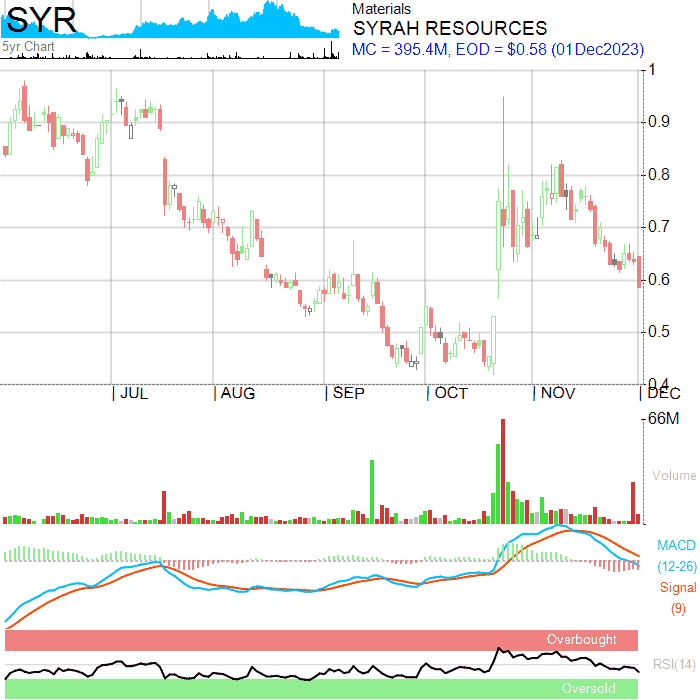 SYR
5yr Chart
Materials
SYRAH RESOURCES
MC = 395.4M, EOD = $0.58 (01Dec2023)
1
0.9
0.8
0.7
0.6
0.5
0.4
JUL AUG SEP OCT NOV DEC
66M
Volume
MACD
(12-26)
Signal
(9)
Overbought
RSI(14)
Oversold